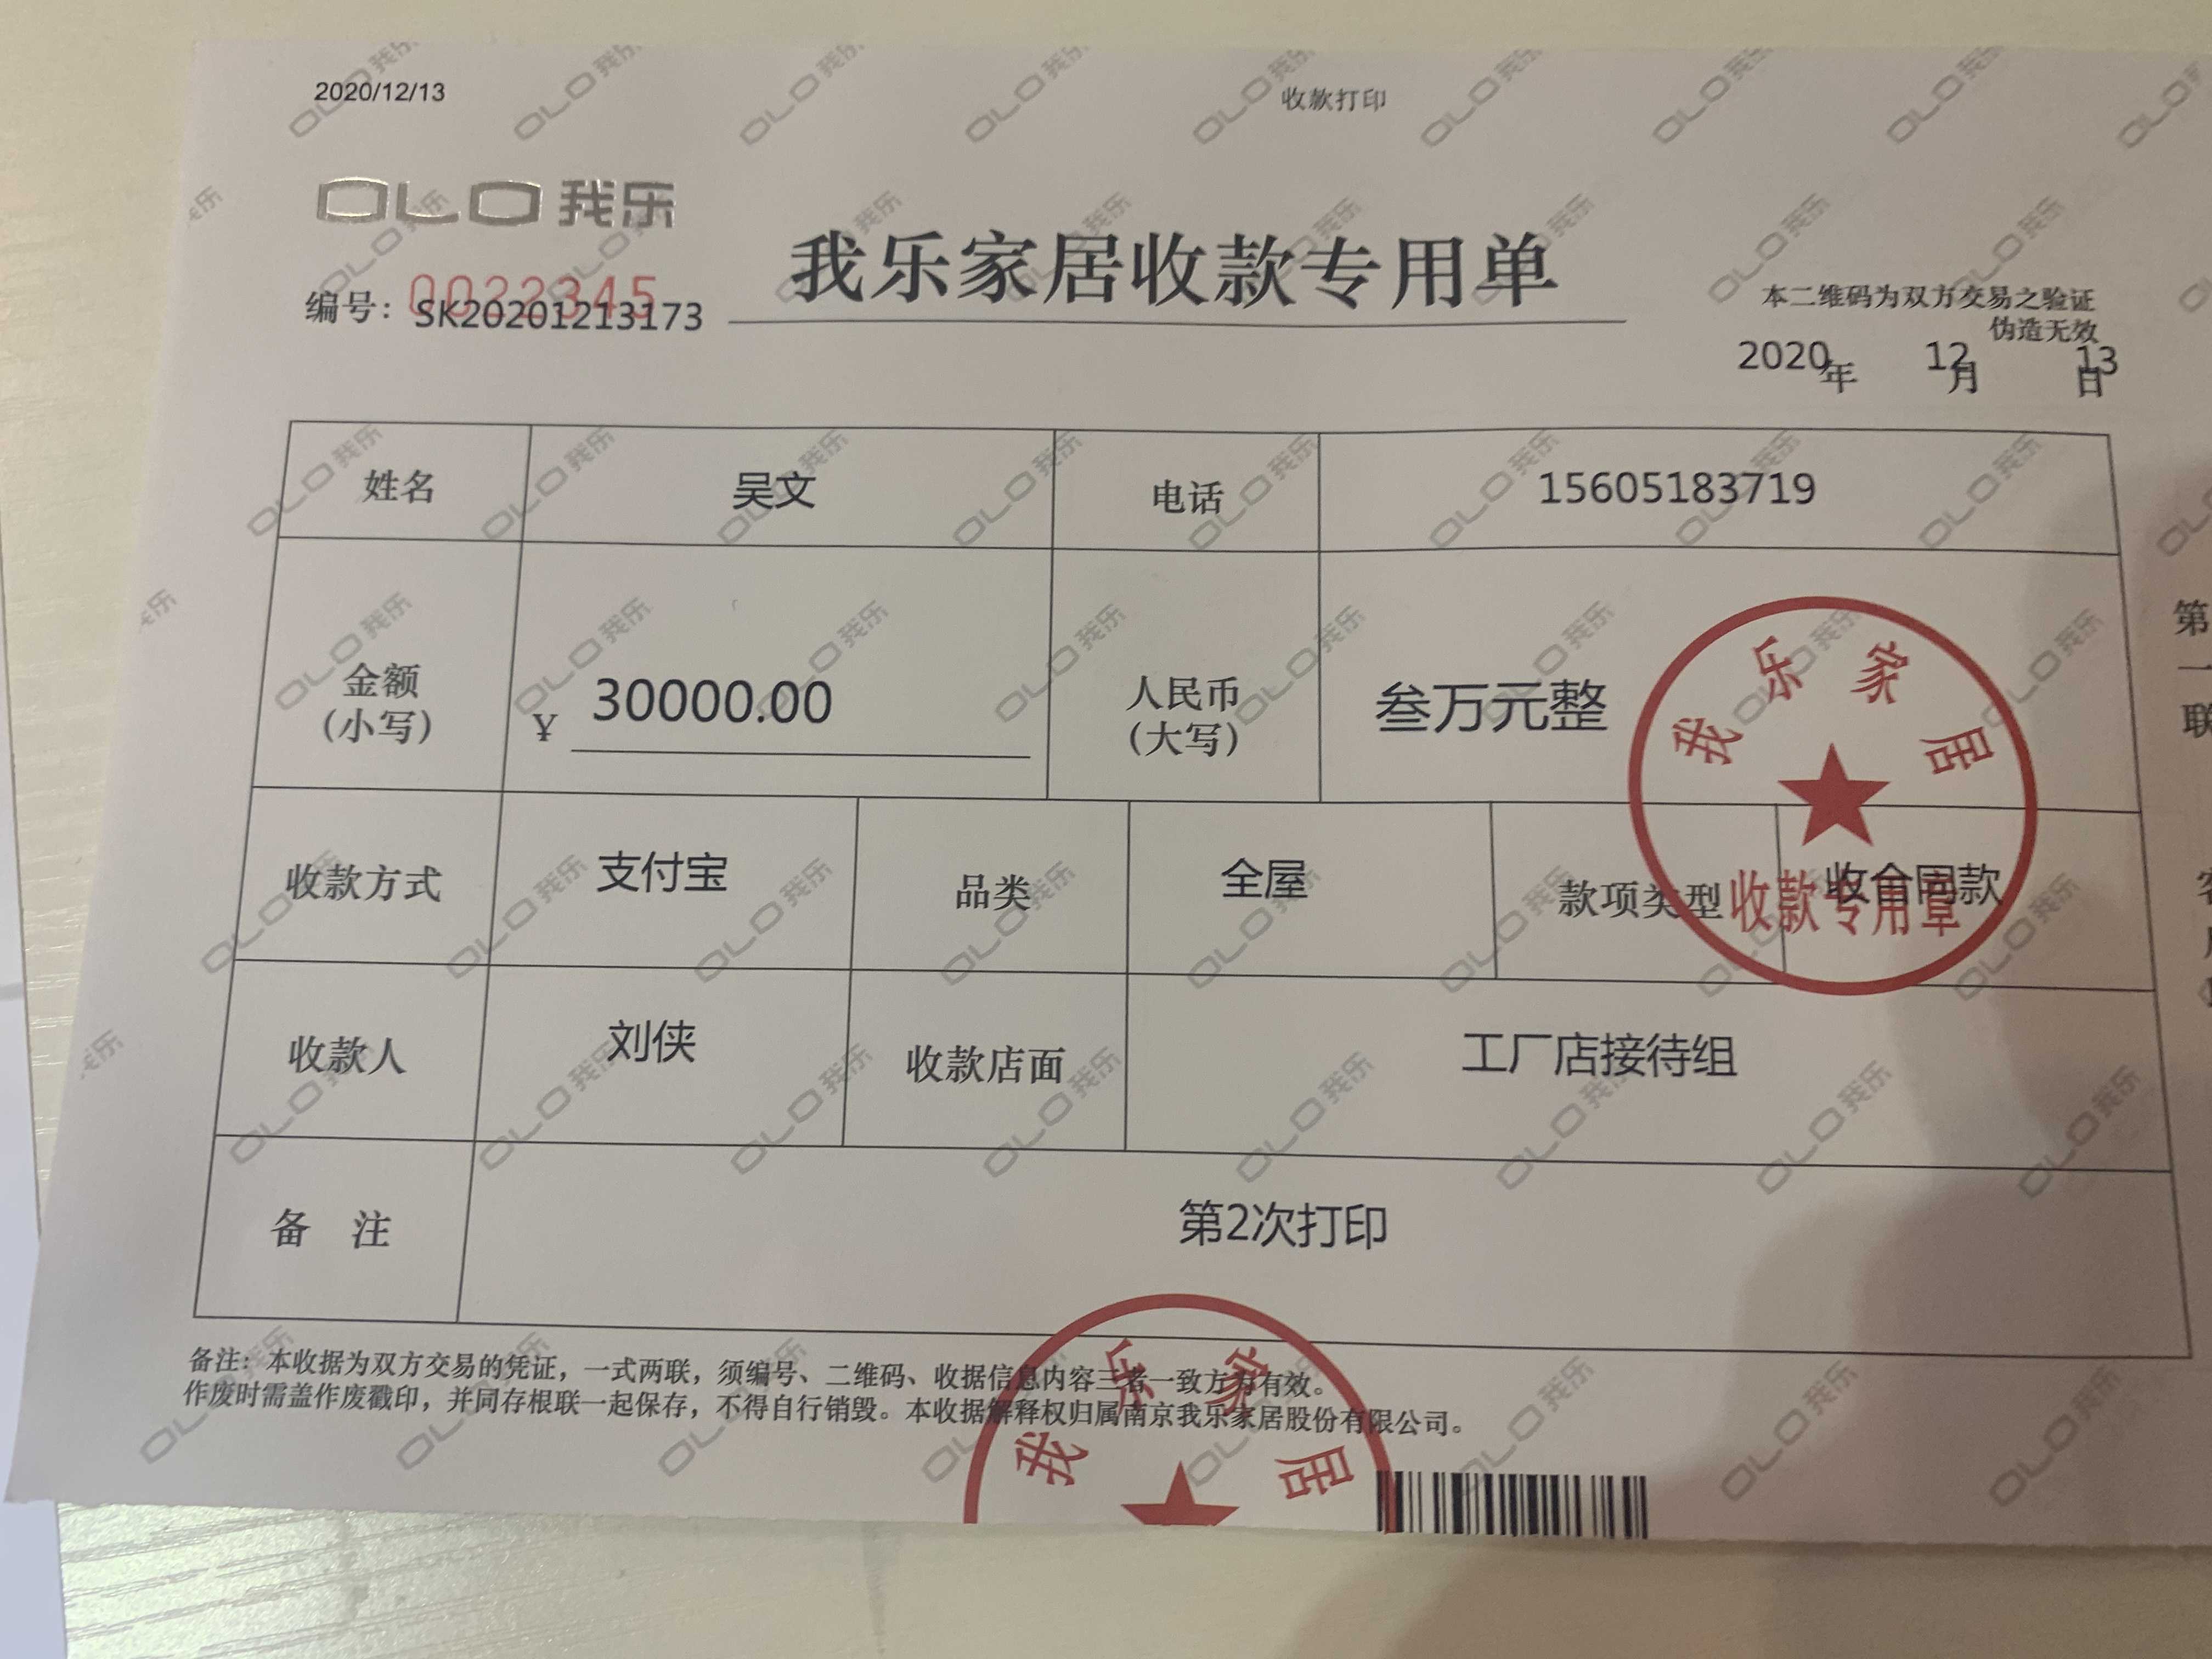 2020/12/13
收款打印
OLO 我乐
我乐家居收款专用单
0022345
编号: SK20201213173
本二维码为双方交易之验证
伪造无效
2020年 12月 13日
姓名 吴文 电话 15605183719
金额(小写) ¥ 30000.00 人民币(大写) 叁万元整
收款方式 支付宝 品类 全屋 款项类型 收合同款
收款人 刘侠 收款店面 工厂店接待组
备 注 第2次打印
我乐家居
收款专用章
第一联
备注：本收据为双方交易的凭证，一式两联，须编号、二维码、收据信息内容三者一致方为有效。
作废时需盖作废戳印，并同存根联一起保存，不得自行销毁。本收据解释权归属南京我乐家居股份有限公司。
我乐家居